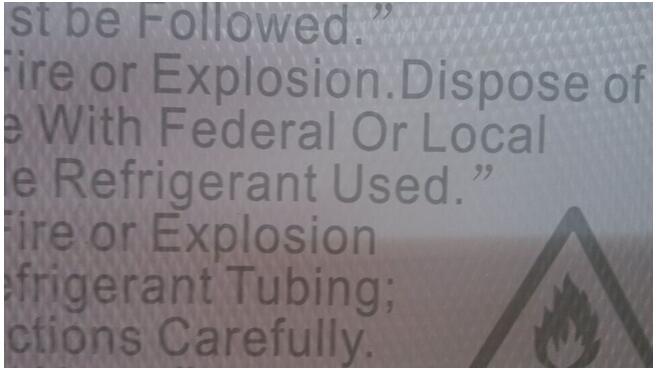 st be Followed.”
Fire or Explosion.Dispose of
e With Federal Or Local
le Refrigerant Used.”
Fire or Explosion
efrigerant Tubing;
ctions Carefully.